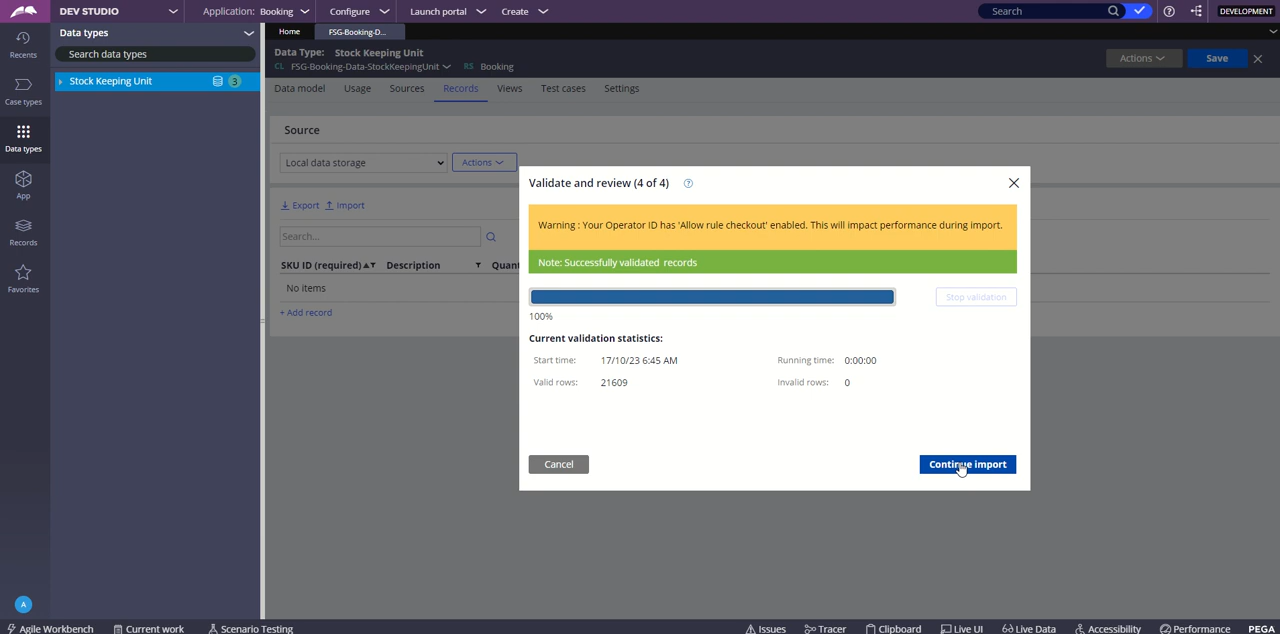 DEV STUDIO
Application: Booking
Configure
Launch portal
Create
Search
DEVELOPMENT
Recents
Case types
Data types
App
Records
Favorites
A
Data types
Search data types
Stock Keeping Unit 3
Home
FSG-Booking-D...
Data Type: Stock Keeping Unit
CL FSG-Booking-Data-StockKeepingUnit RS Booking
Actions
Save
Data model Usage Sources Records Views Test cases Settings
Source
Local data storage
Actions
Export Import
Search...
SKU ID (required) Description Quant
No items
+ Add record
Validate and review (4 of 4)
Warning : Your Operator ID has 'Allow rule checkout' enabled. This will impact performance during import.
Note: Successfully validated records
Stop validation
100%
Current validation statistics:
Start time: 17/10/23 6:45 AM Running time: 0:00:00
Valid rows: 21609 Invalid rows: 0
Cancel
Continue import
Agile Workbench Current work Scenario Testing Issues Tracer Clipboard Live UI Live Data Accessibility Performance PEGA